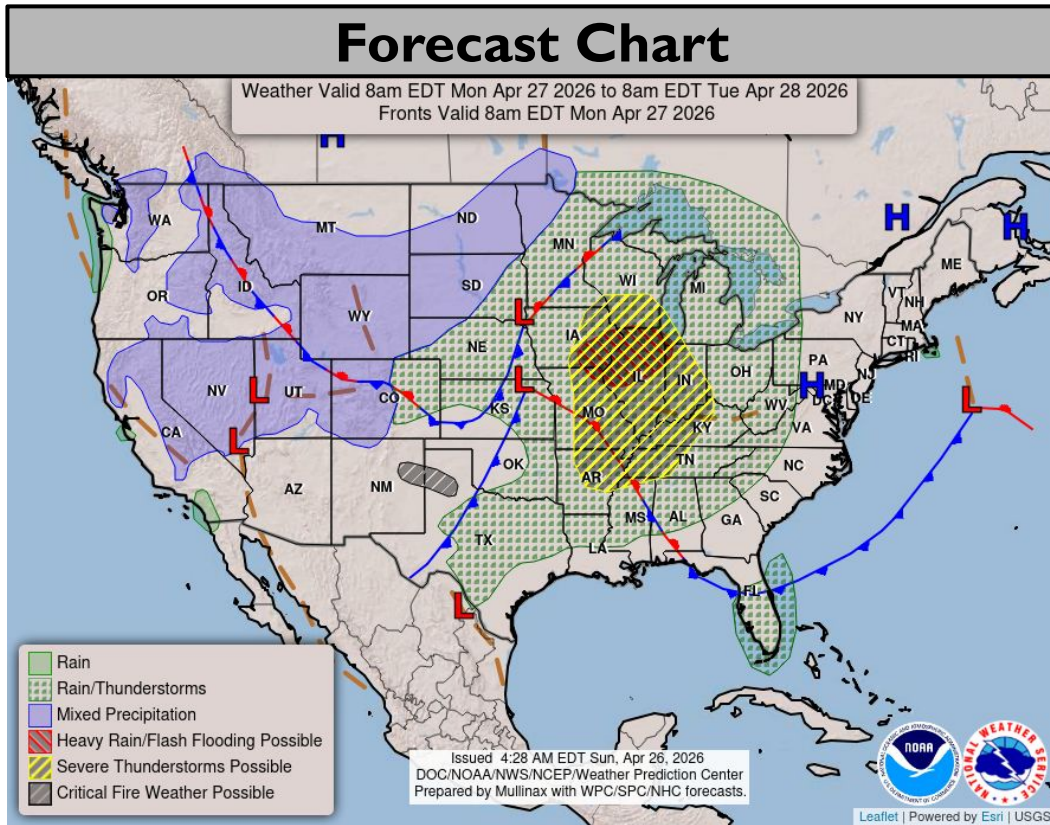 Forecast Chart
Weather Valid 8am EDT Mon Apr 27 2026 to 8am EDT Tue Apr 28 2026
Fronts Valid 8am EDT Mon Apr 27 2026
H
H
H
WA
MT
ND
MN
ME
OR
ID
WY
SD
WI
MI
VT
NH
NY
MA
L
IA
NE
CT
RI
NV
L
UT
CO
L
KS
IL
IN
OH
PA
NJ
H
MD
DE
DC
WV
VA
L
CA
L
MO
KY
AZ
NM
OK
AR
TN
NC
SC
TX
LA
MS
AL
GA
FL
L
Rain
Rain/Thunderstorms
Mixed Precipitation
Heavy Rain/Flash Flooding Possible
Severe Thunderstorms Possible
Critical Fire Weather Possible
Issued 4:28 AM EDT Sun, Apr 26, 2026
DOC/NOAA/NWS/NCEP/Weather Prediction Center
Prepared by Mullinax with WPC/SPC/NHC forecasts.
NOAA
NATIONAL WEATHER SERVICE
Leaflet | Powered by Esri | USGS